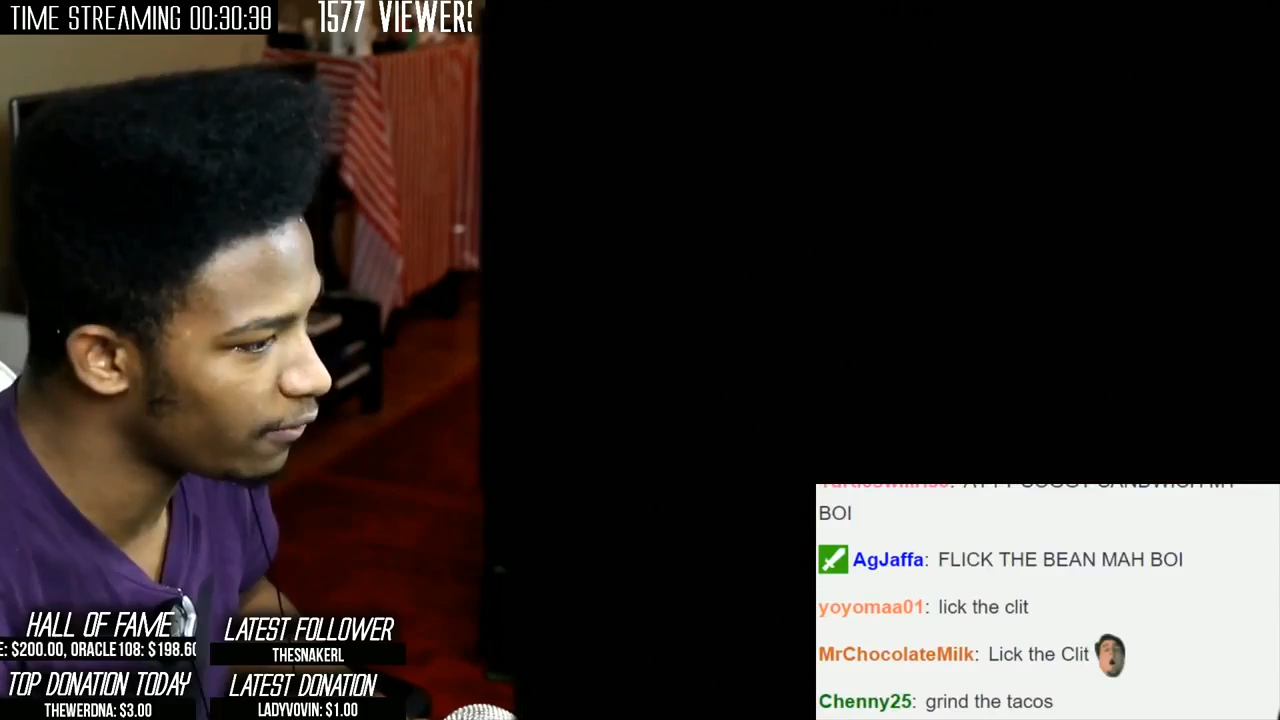 TIME STREAMING 00:30:38
1577 VIEWERS
BOI
AgJaffa: FLICK THE BEAN MAH BOI
yoyomaa01: lick the clit
MrChocolateMilk: Lick the Clit
Chenny25: grind the tacos
HALL OF FAME
E: $200.00, ORACLE108: $198.60
LATEST FOLLOWER
THESNAKERL
TOP DONATION TODAY
THEWERDNA: $3.00
LATEST DONATION
LADYVOVIN: $1.00